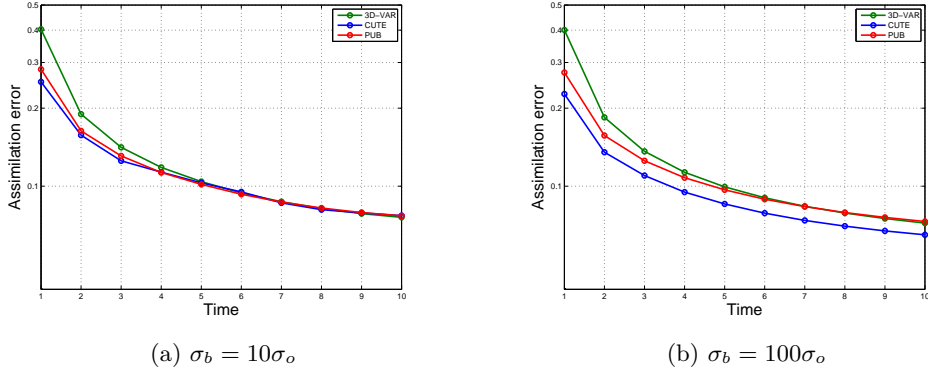 0.5
0.4
0.3
0.2
0.1
Assimilation error
3D−VAR
CUTE
PUB
1 2 3 4 5 6 7 8 9 10
Time
(a) σb = 10σo
0.5
0.4
0.3
0.2
0.1
Assimilation error
3D−VAR
CUTE
PUB
1 2 3 4 5 6 7 8 9 10
Time
(b) σb = 100σo